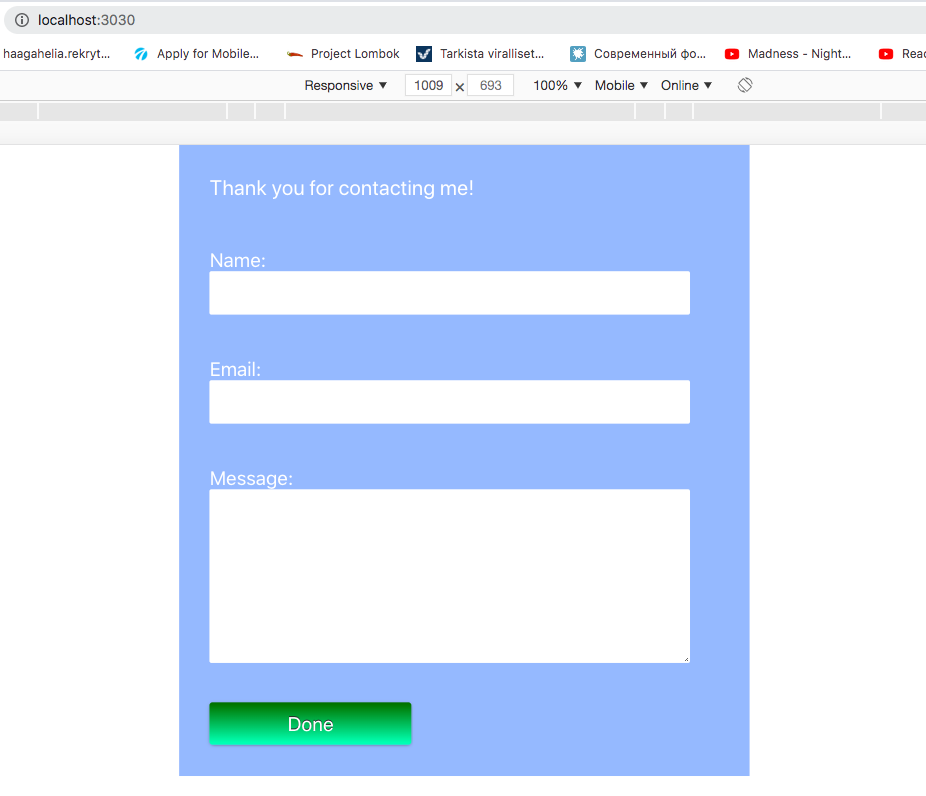 localhost:3030
haagahelia.rekryt... Apply for Mobile... Project Lombok Tarkista viralliset... Современный фо... Madness - Night... Reac
Responsive ▼ 1009 × 693 100% ▼ Mobile ▼ Online ▼
Thank you for contacting me!
Name:
Email:
Message:
Done